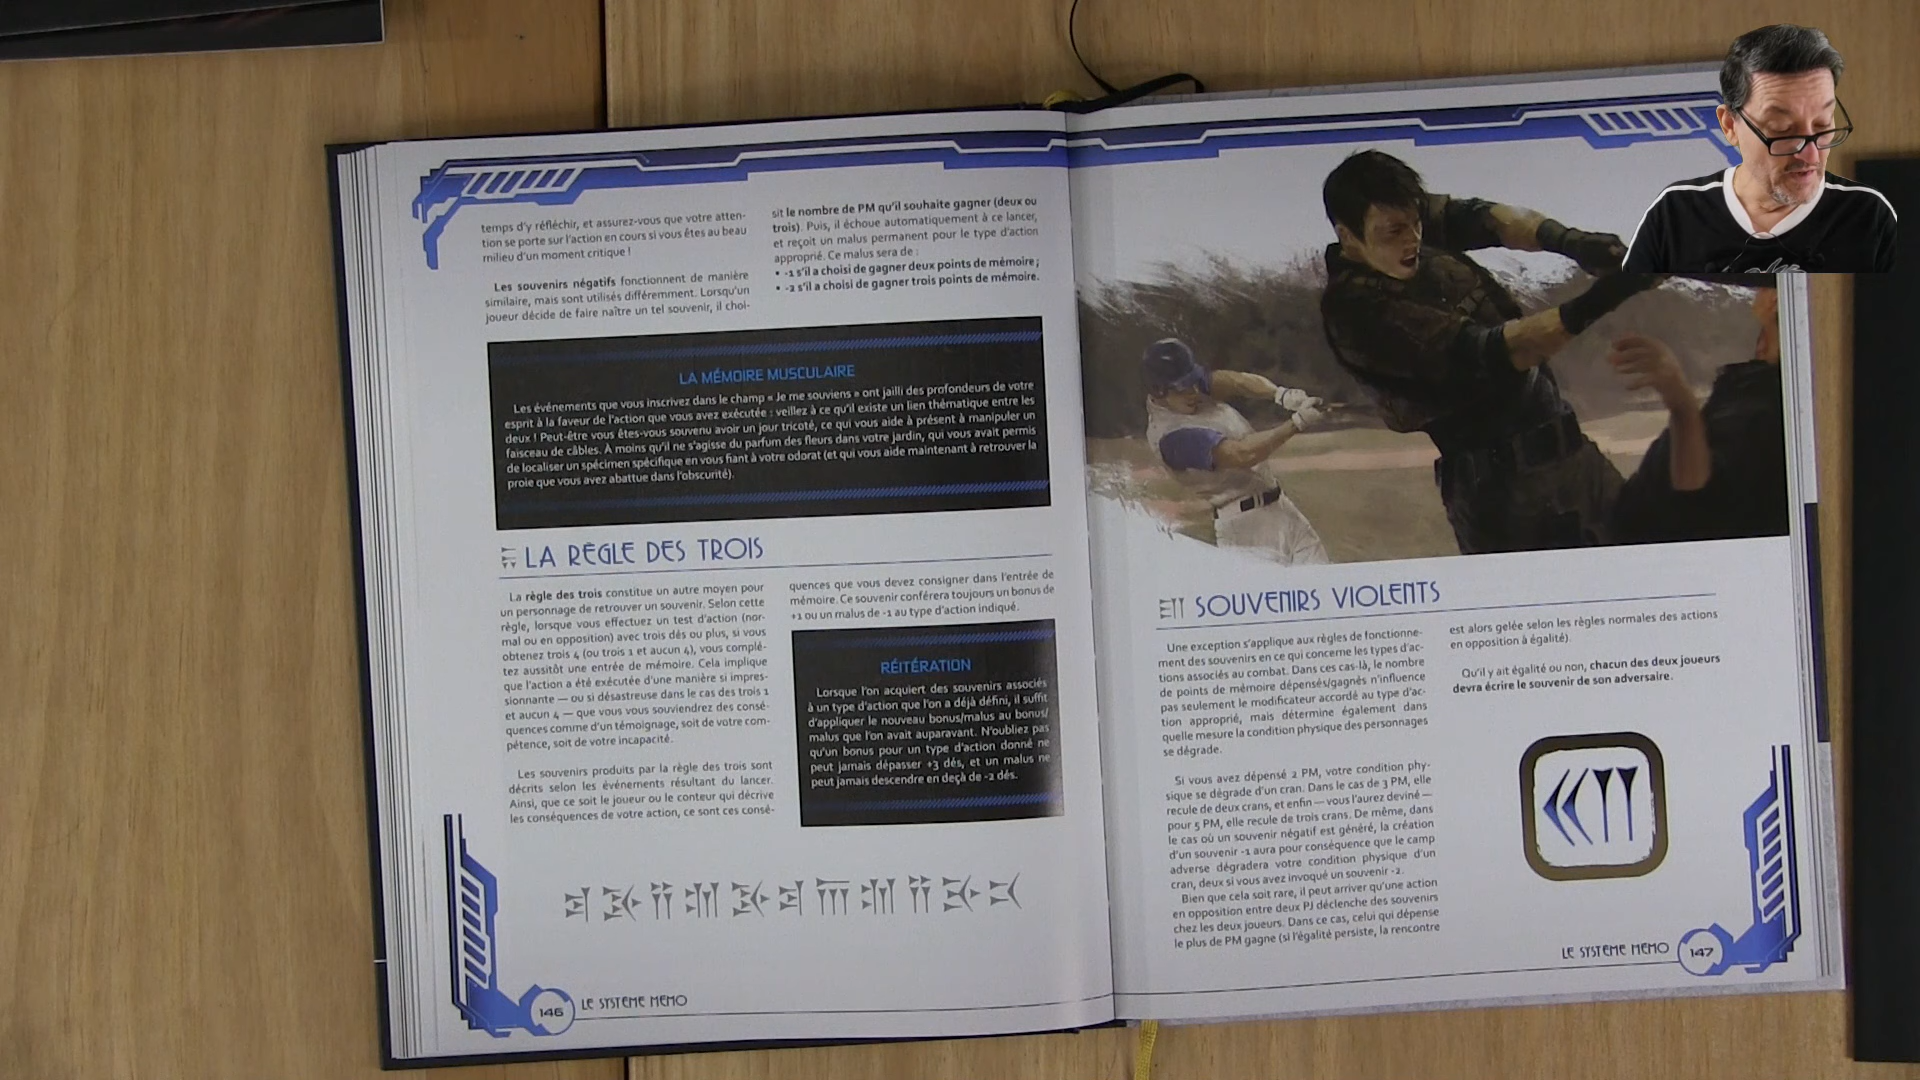 temps d'y réfléchir, et assurez-vous que votre atten-
tion se porte sur l'action en cours si vous êtes au beau
milieu d'un moment critique !
Les souvenirs négatifs fonctionnent de manière
similaire, mais sont utilisés différemment. Lorsqu'un
joueur décide de faire naître un tel souvenir, il choi-
sit le nombre de PM qu'il souhaite gagner (deux ou
trois). Puis, il échoue automatiquement à ce lancer,
et reçoit un malus permanent pour le type d'action
approprié. Ce malus sera de :
• -1 s'il a choisi de gagner deux points de mémoire ;
• -2 s'il a choisi de gagner trois points de mémoire.
LA MÉMOIRE MUSCULAIRE
Les événements que vous inscrivez dans le champ « Je me souviens » ont jailli des profondeurs de votre
esprit à la faveur de l'action que vous avez exécutée : veillez à ce qu'il existe un lien thématique entre les
deux ! Peut-être vous êtes-vous souvenu avoir un jour tricoté, ce qui vous aide à présent à manipuler un
faisceau de câbles. À moins qu'il ne s'agisse du parfum des fleurs dans votre jardin, qui vous avait permis
de localiser un spécimen spécifique en vous fiant à votre odorat (et qui vous aide maintenant à retrouver la
proie que vous avez abattue dans l'obscurité).
LA RÈGLE DES TROIS
La règle des trois constitue un autre moyen pour
un personnage de retrouver un souvenir. Selon cette
règle, lorsque vous effectuez un test d'action (nor-
mal ou en opposition) avec trois dés ou plus, si vous
obtenez trois 4 (ou trois 1 et aucun 4), vous complé-
tez aussitôt une entrée de mémoire. Cela implique
que l'action a été exécutée d'une manière si impres-
sionnante — ou si désastreuse dans le cas des trois 1
et aucun 4 — que vous vous souviendrez des consé-
quences comme d'un témoignage, soit de votre com-
pétence, soit de votre incapacité.
Les souvenirs produits par la règle des trois sont
décrits selon les événements résultant du lancer.
Ainsi, que ce soit le joueur ou le conteur qui décrive
les conséquences de votre action, ce sont ces consé-
quences que vous devez consigner dans l'entrée de
mémoire. Ce souvenir conférera toujours un bonus de
+1 ou un malus de -1 au type d'action indiqué.
RÉITÉRATION
Lorsque l'on acquiert des souvenirs associés
à un type d'action que l'on a déjà défini, il suffit
d'appliquer le nouveau bonus/malus au bonus/
malus que l'on avait auparavant. N'oubliez pas
qu'un bonus pour un type d'action donné ne
peut jamais dépasser +3 dés, et un malus ne
peut jamais descendre en deçà de -2 dés.
146 LE SYSTEME MEMO
SOUVENIRS VIOLENTS
Une exception s'applique aux règles de fonctionne-
ment des souvenirs en ce qui concerne les types d'ac-
tions associés au combat. Dans ces cas-là, le nombre
de points de mémoire dépensés/gagnés n'influence
pas seulement le modificateur accordé au type d'ac-
tion approprié, mais détermine également dans
quelle mesure la condition physique des personnages
se dégrade.
Si vous avez dépensé 2 PM, votre condition phy-
sique se dégrade d'un cran. Dans le cas de 3 PM, elle
recule de deux crans, et enfin — vous l'aurez deviné —
pour 5 PM, elle recule de trois crans. De même, dans
le cas où un souvenir négatif est généré, la création
d'un souvenir -1 aura pour conséquence que le camp
adverse dégradera votre condition physique d'un
cran, deux si vous avez invoqué un souvenir -2.
Bien que cela soit rare, il peut arriver qu'une action
en opposition entre deux PJ déclenche des souvenirs
chez les deux joueurs. Dans ce cas, celui qui dépense
le plus de PM gagne (si l'égalité persiste, la rencontre
est alors gelée selon les règles normales des actions
en opposition à égalité).
Qu'il y ait égalité ou non, chacun des deux joueurs
devra écrire le souvenir de son adversaire.
LE SYSTEME MEMO 147